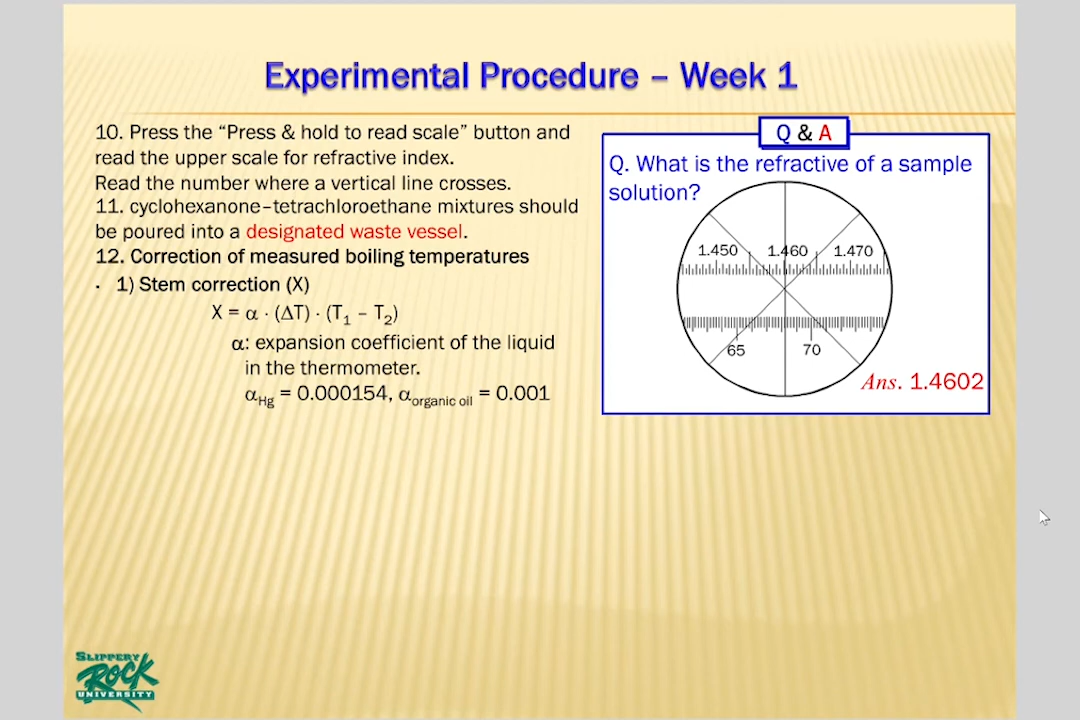 Experimental Procedure – Week 1
10. Press the “Press & hold to read scale” button and
read the upper scale for refractive index.
Read the number where a vertical line crosses.
11. cyclohexanone–tetrachloroethane mixtures should
be poured into a designated waste vessel.
12. Correction of measured boiling temperatures
· 1) Stem correction (X)
X = α · (ΔT) · (T₁ – T₂)
α: expansion coefficient of the liquid
in the thermometer.
α_Hg = 0.000154, α_organic oil = 0.001
Q & A
Q. What is the refractive of a sample
solution?
1.450 1.460 1.470
65 70
Ans. 1.4602
SLIPPERY
ROCK
UNIVERSITY